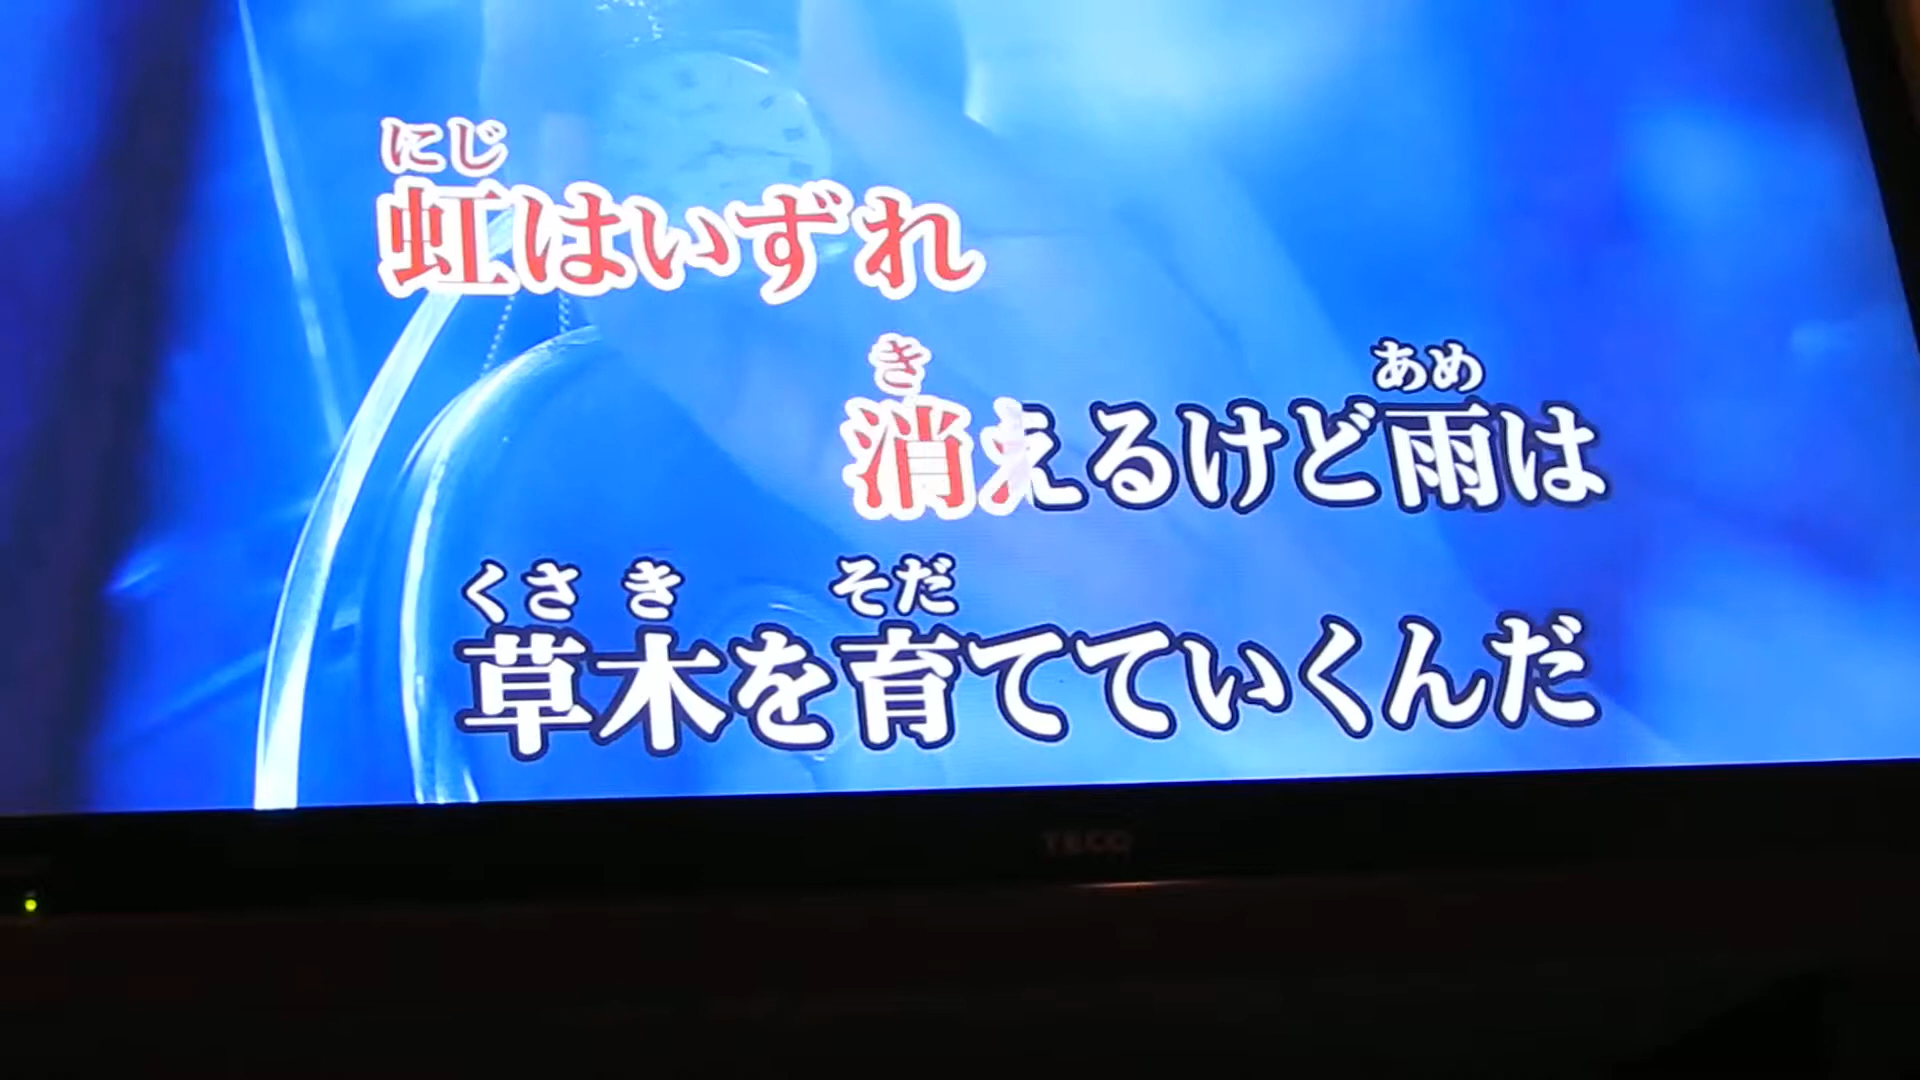 にじ
虹はいずれ
き あめ
消えるけど雨は
くさ き そだ
草木を育てていくんだ
TECO